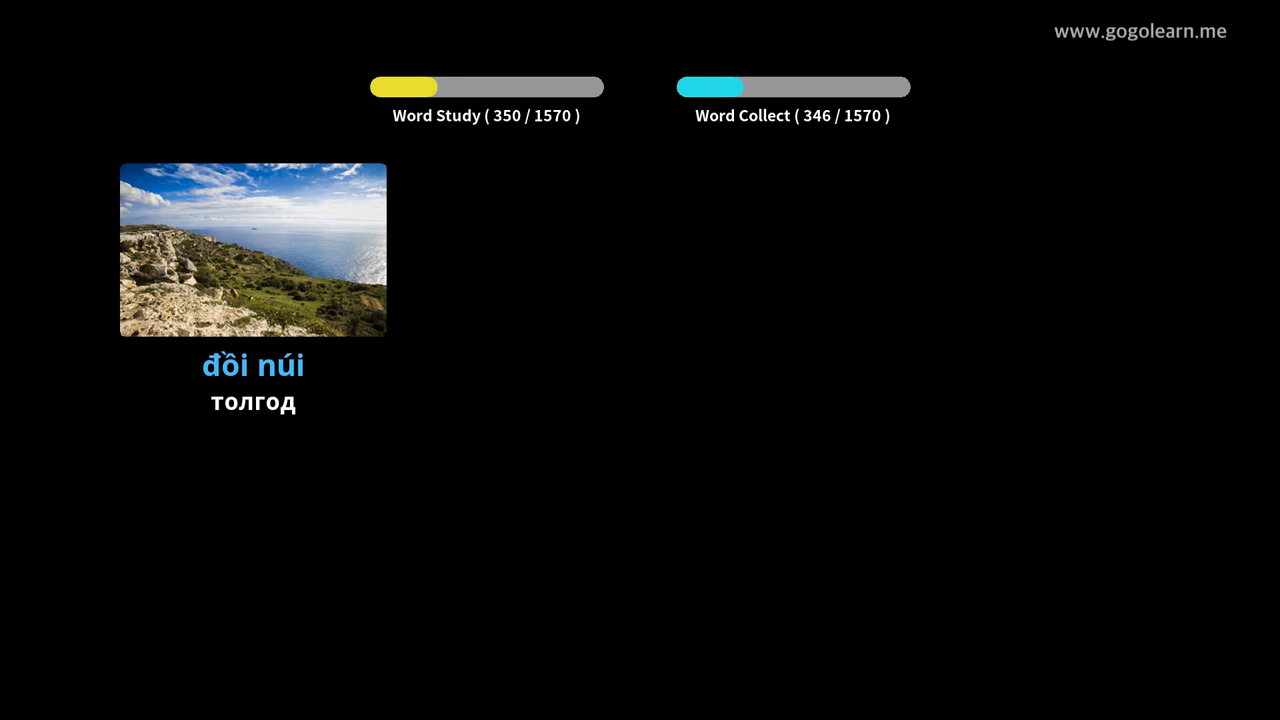 www.gogolearn.me
Word Study ( 350 / 1570 )
Word Collect ( 346 / 1570 )
đồi núi
толгод